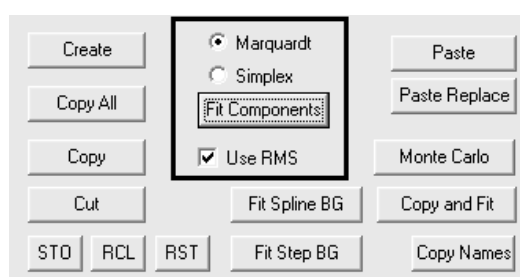 Create
Marquardt
Paste
Simplex
Copy All
Fit Components
Paste Replace
Copy
Use RMS
Monte Carlo
Cut
Fit Spline BG
Copy and Fit
STO
RCL
RST
Fit Step BG
Copy Names